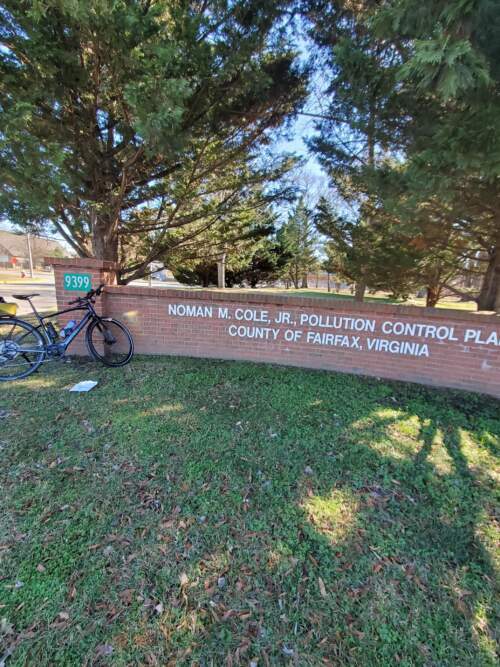 9399
NOMAN M. COLE, JR., POLLUTION CONTROL PLA
COUNTY OF FAIRFAX, VIRGINIA